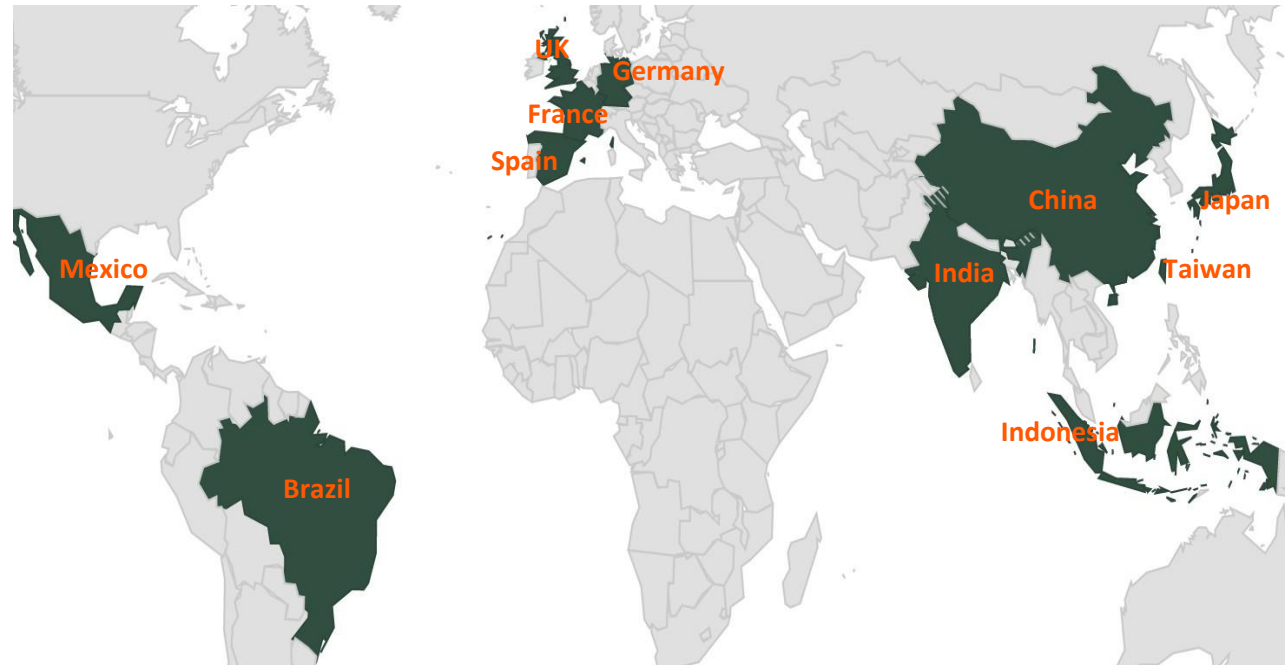 UK
Germany
France
Spain
China
Japan
Mexico
India
Taiwan
Indonesia
Brazil